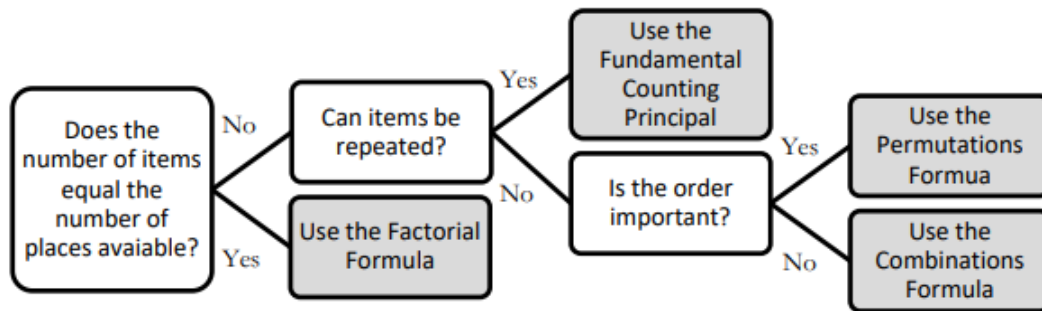 Does the
number of items
equal the
number of
places avaiable?
No
Yes
Can items be
repeated?
Use the Factorial
Formula
Yes
No
Use the
Fundamental
Counting
Principal
Is the order
important?
Yes
No
Use the
Permutations
Formua
Use the
Combinations
Formula